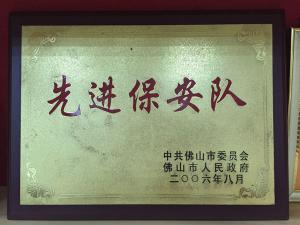 先进保安队
中共佛山市委员会
佛山市人民政府
二〇〇六年八月